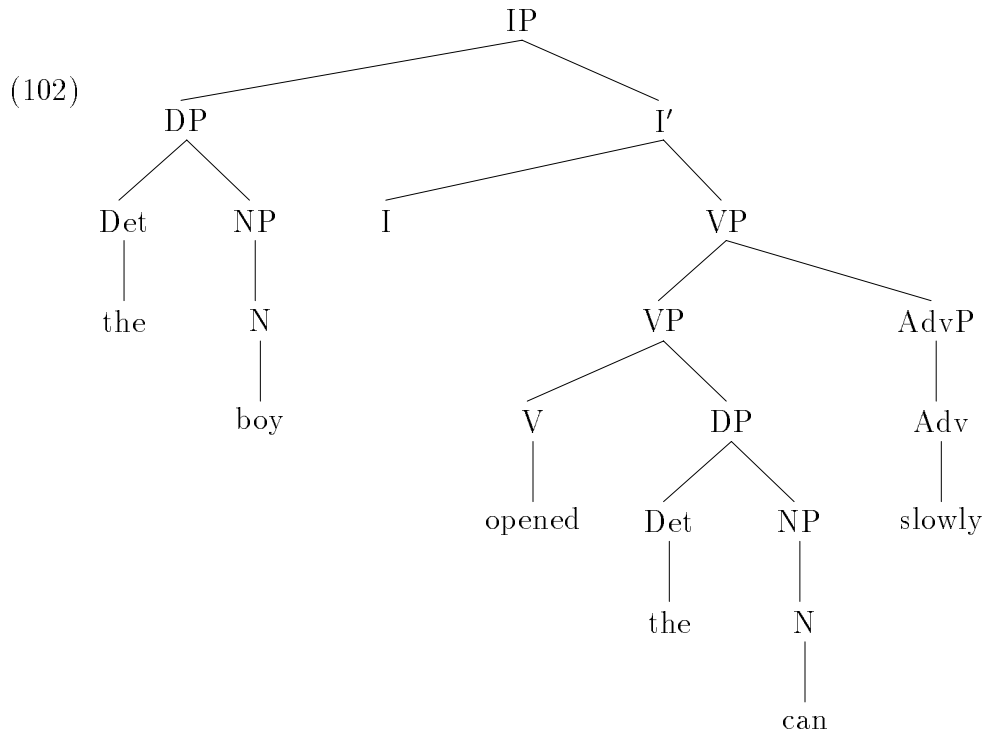 IP
(102)
DP I′
Det NP I VP
the N VP AdvP
boy V DP Adv
opened Det NP slowly
the N
can